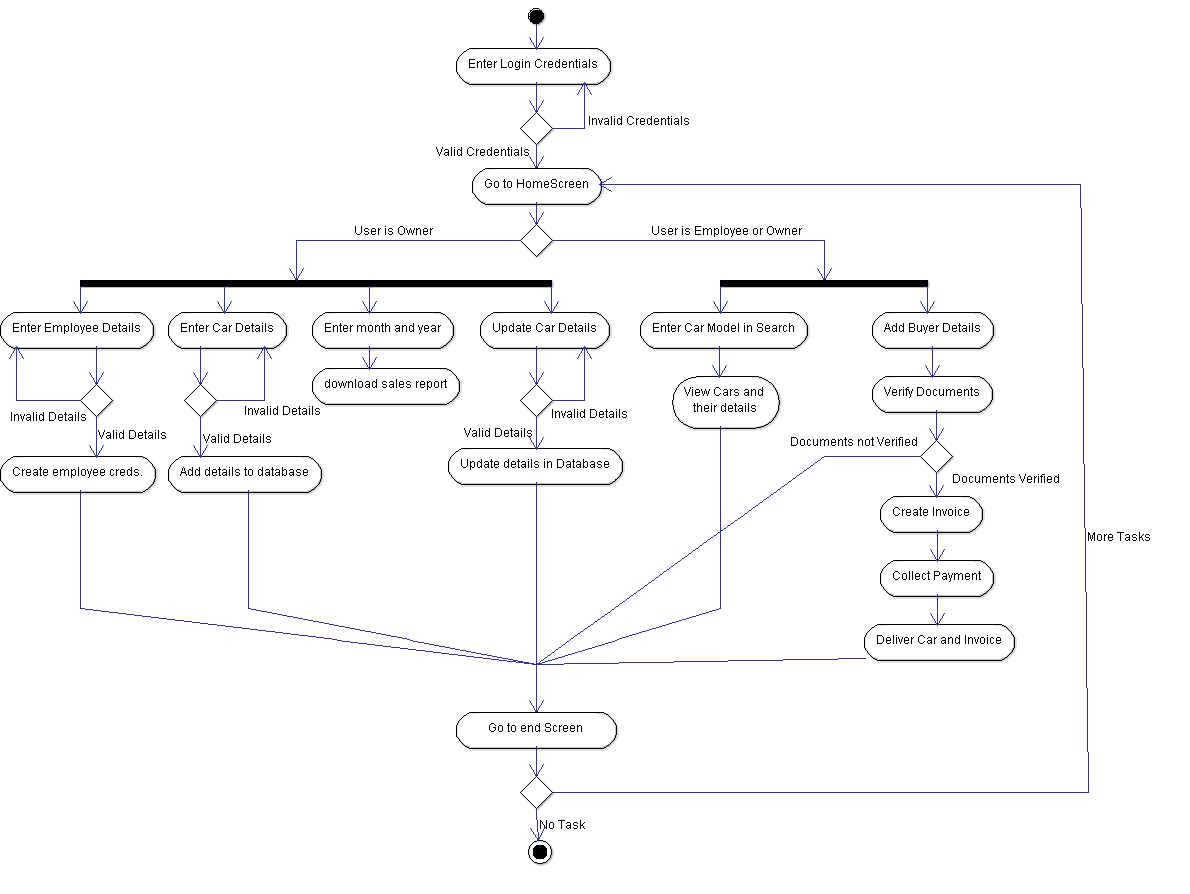 Enter Login Credentials
Invalid Credentials
Valid Credentials
Go to HomeScreen
User is Owner
User is Employee or Owner
Enter Employee Details
Enter Car Details
Enter month and year
Update Car Details
Enter Car Model in Search
Add Buyer Details
download sales report
View Cars and
their details
Verify Documents
Invalid Details
Invalid Details
Invalid Details
Valid Details
Valid Details
Valid Details
Documents not Verified
Documents Verified
Create employee creds.
Add details to database
Update details in Database
Create Invoice
More Tasks
Collect Payment
Deliver Car and Invoice
Go to end Screen
No Task